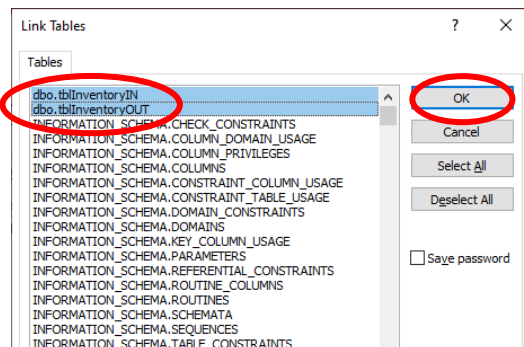 Link Tables
? ×
Tables
dbo.tblInventoryIN
dbo.tblInventoryOUT
INFORMATION_SCHEMA.CHECK_CONSTRAINTS
INFORMATION_SCHEMA.COLUMN_DOMAIN_USAGE
INFORMATION_SCHEMA.COLUMN_PRIVILEGES
INFORMATION_SCHEMA.COLUMNS
INFORMATION_SCHEMA.CONSTRAINT_COLUMN_USAGE
INFORMATION_SCHEMA.CONSTRAINT_TABLE_USAGE
INFORMATION_SCHEMA.DOMAIN_CONSTRAINTS
INFORMATION_SCHEMA.DOMAINS
INFORMATION_SCHEMA.KEY_COLUMN_USAGE
INFORMATION_SCHEMA.PARAMETERS
INFORMATION_SCHEMA.REFERENTIAL_CONSTRAINTS
INFORMATION_SCHEMA.ROUTINE_COLUMNS
INFORMATION_SCHEMA.ROUTINES
INFORMATION_SCHEMA.SCHEMATA
INFORMATION_SCHEMA.SEQUENCES
INFORMATION_SCHEMA.TABLE_CONSTRAINTS
OK
Cancel
Select All
Deselect All
Save password